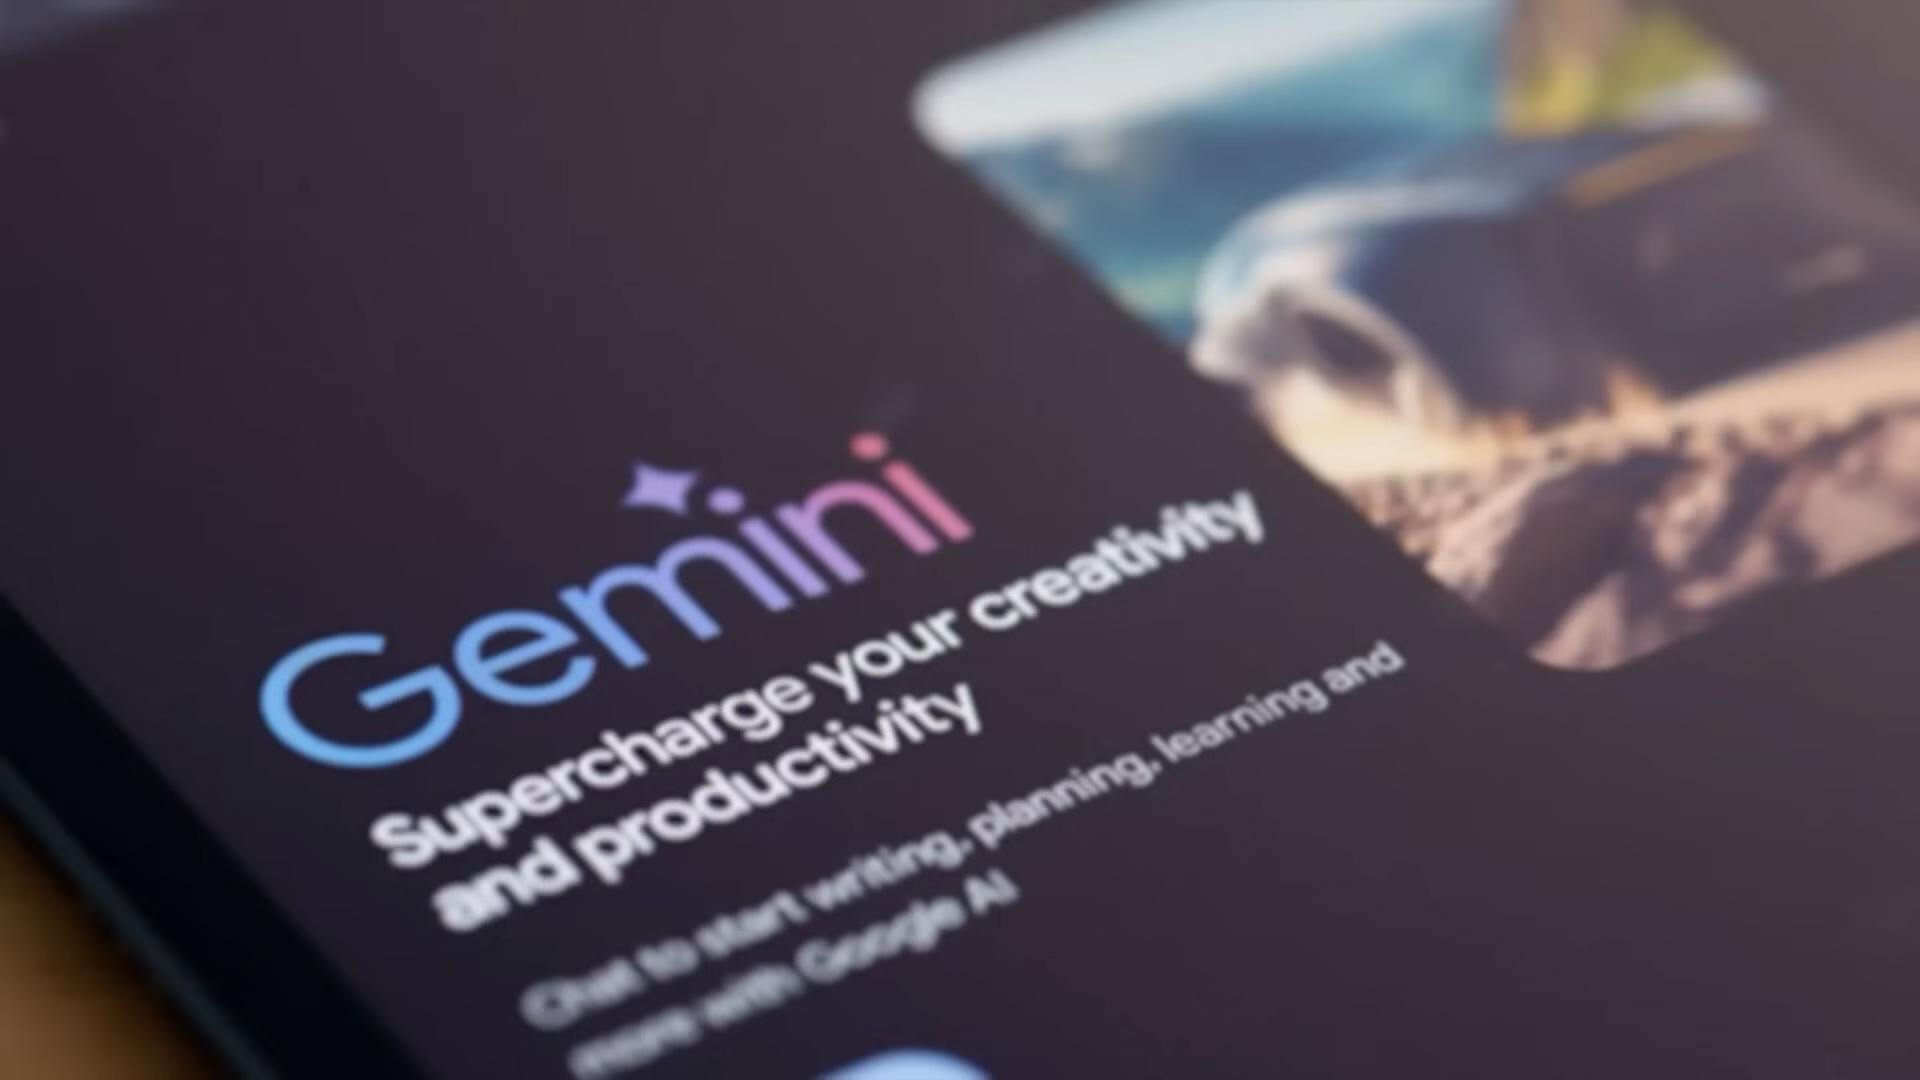 Gemini
Supercharge your creativity
and productivity
Chat to start writing, planning, learning and
more with Google AI